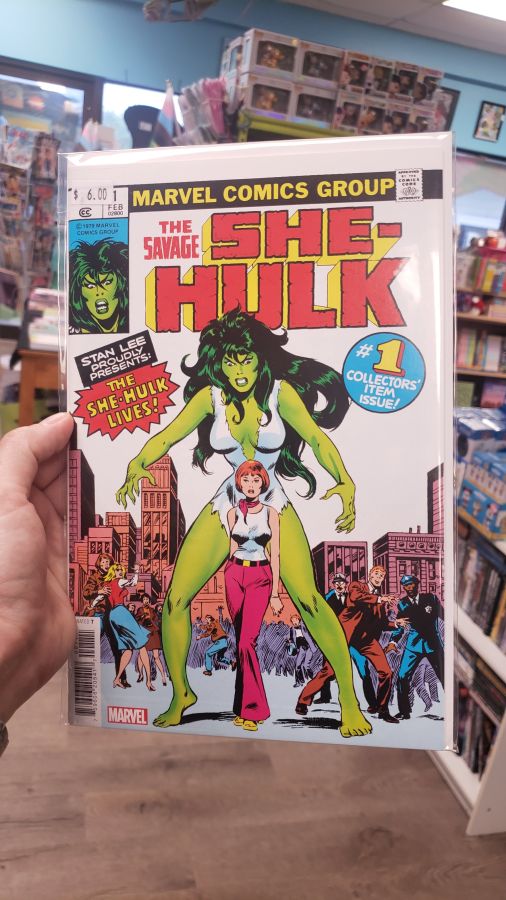 $ 6.00
1
FEB
02800
MARVEL COMICS GROUP
APPROVED
BY THE
COMICS
CODE
AUTHORITY
© 1979 MARVEL
COMICS GROUP
THE
SAVAGE
SHE-
HULK
STAN LEE
PROUDLY
PRESENTS:
THE
SHE-HULK
LIVES!
#1
COLLECTORS'
ITEM
ISSUE!
MARVEL